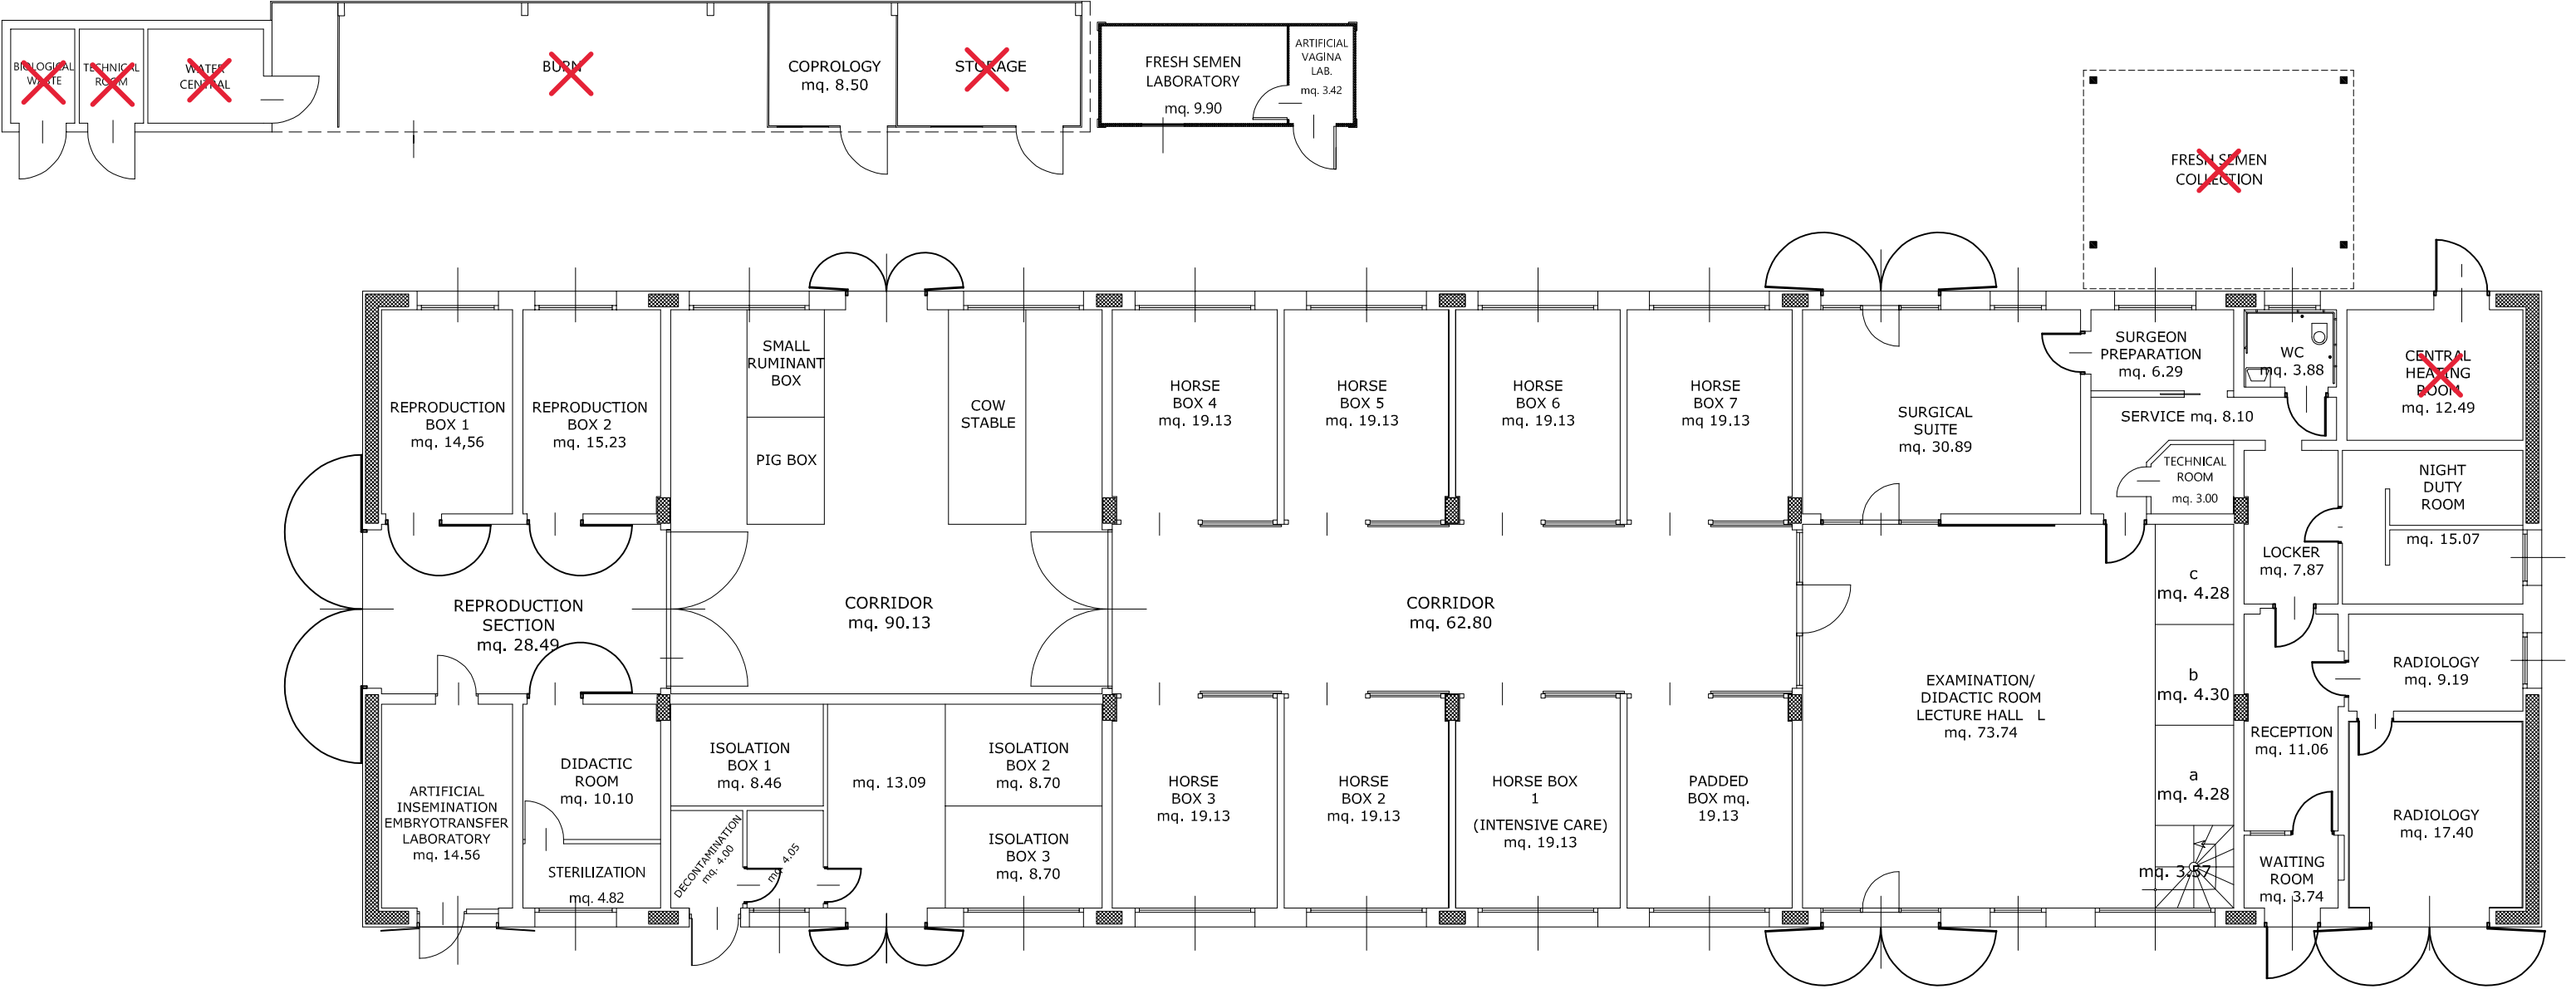 BIOLOGICAL
WASTE
TECHNICAL
ROOM
WATER
CENTRAL
BURN
COPROLOGY
mq. 8.50
STORAGE
FRESH SEMEN
LABORATORY
mq. 9.90
ARTIFICIAL
VAGINA
LAB.
mq. 3.42
FRESH SEMEN
COLLECTION
REPRODUCTION
BOX 1
mq. 14,56
REPRODUCTION
BOX 2
mq. 15.23
SMALL
RUMINANT
BOX
PIG BOX
COW
STABLE
HORSE
BOX 4
mq. 19.13
HORSE
BOX 5
mq. 19.13
HORSE
BOX 6
mq. 19.13
HORSE
BOX 7
mq 19.13
SURGICAL
SUITE
mq. 30.89
SURGEON
PREPARATION
mq. 6.29
WC
mq. 3.88
CENTRAL
HEATING
ROOM
mq. 12.49
SERVICE mq. 8.10
TECHNICAL
ROOM
mq. 3.00
NIGHT
DUTY
ROOM
mq. 15.07
LOCKER
mq. 7.87
REPRODUCTION
SECTION
mq. 28.49
CORRIDOR
mq. 90.13
CORRIDOR
mq. 62.80
EXAMINATION/
DIDACTIC ROOM
LECTURE HALL L
mq. 73.74
c
mq. 4.28
b
mq. 4.30
a
mq. 4.28
mq. 3.57
A
RADIOLOGY
mq. 9.19
RECEPTION
mq. 11.06
RADIOLOGY
mq. 17.40
WAITING
ROOM
mq. 3.74
ARTIFICIAL
INSEMINATION
EMBRYOTRANSFER
LABORATORY
mq. 14.56
DIDACTIC
ROOM
mq. 10.10
STERILIZATION
mq. 4.82
ISOLATION
BOX 1
mq. 8.46
DECONTAMINATION
mq. 4.00
mq. 4.05
mq. 13.09
ISOLATION
BOX 2
mq. 8.70
ISOLATION
BOX 3
mq. 8.70
HORSE
BOX 3
mq. 19.13
HORSE
BOX 2
mq. 19.13
HORSE BOX
1
(INTENSIVE CARE)
mq. 19.13
PADDED
BOX mq.
19.13